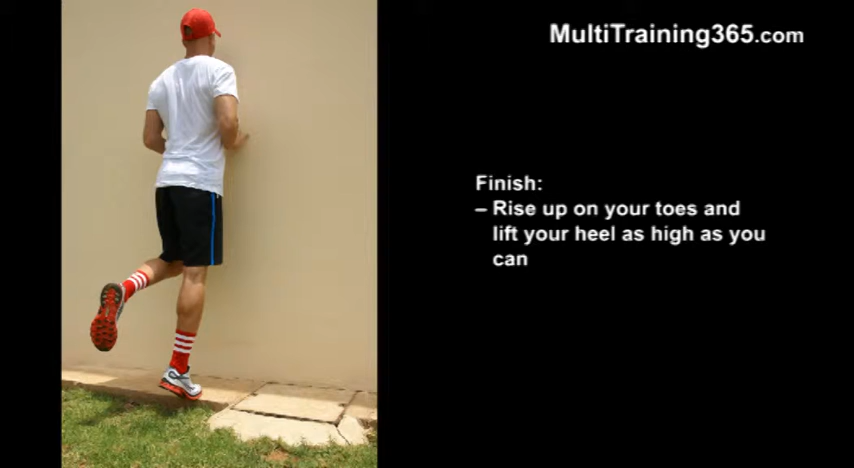 MultiTraining365.com
Finish:
– Rise up on your toes and
lift your heel as high as you
can